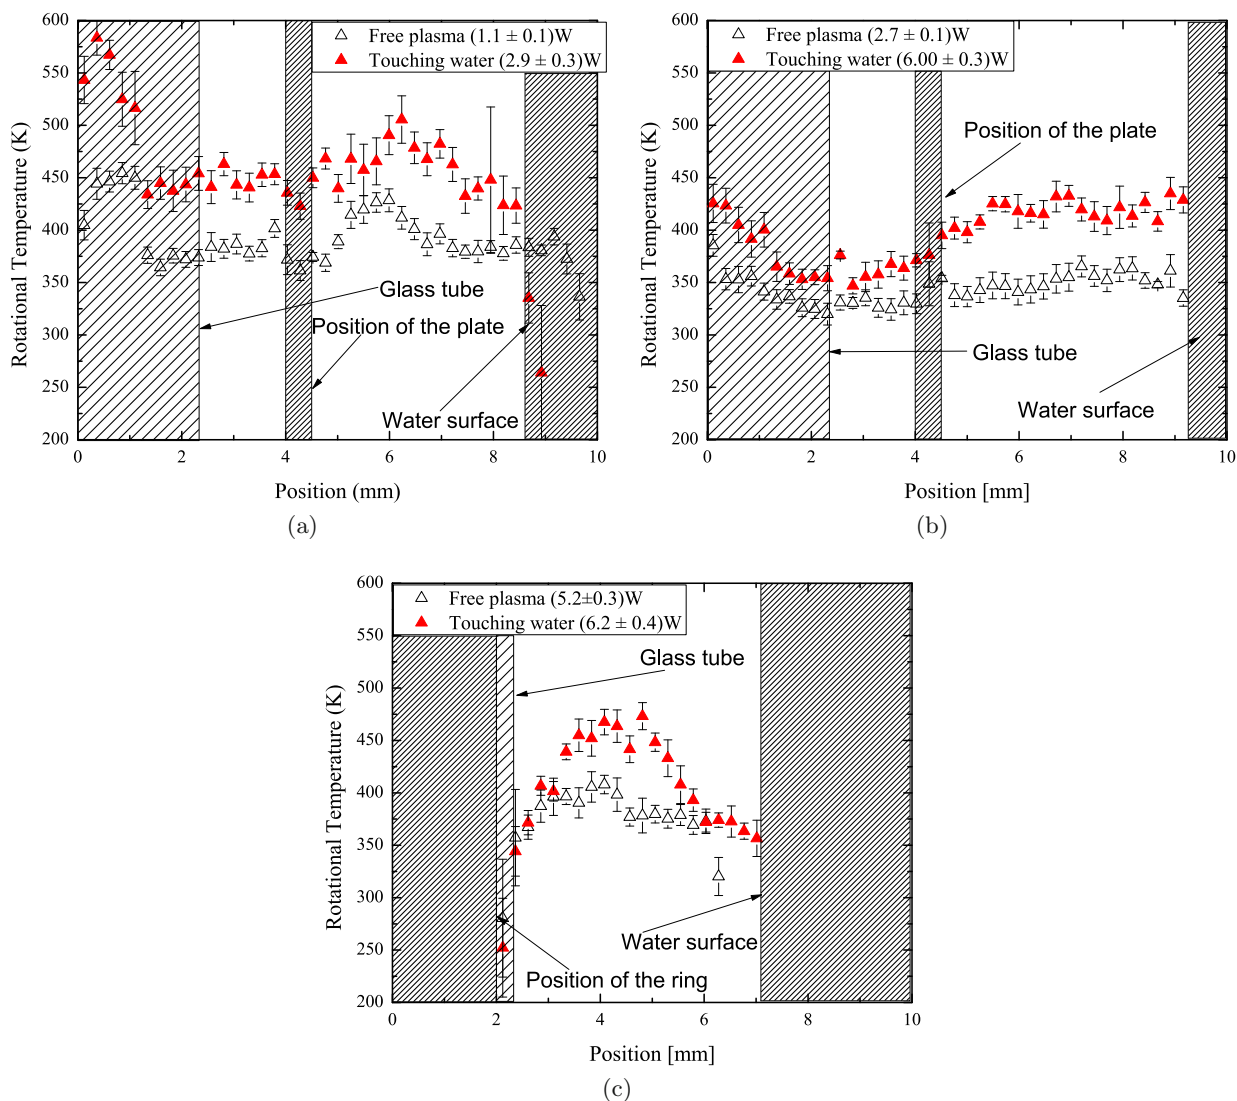 600
550
500
450
400
350
300
250
200
Rotational Temperature (K)
Free plasma (1.1 ± 0.1)W
Touching water (2.9 ± 0.3)W
Glass tube
Position of the plate
Water surface
0
2
4
6
8
10
Position (mm)
(a)
600
550
500
450
400
350
300
250
200
Rotational Temperature (K)
Free plasma (2.7 ± 0.1)W
Touching water (6.00 ± 0.3)W
Position of the plate
Glass tube
Water surface
0
2
4
6
8
10
Position [mm]
(b)
600
550
500
450
400
350
300
250
200
Rotational Temperature (K)
Free plasma (5.2±0.3)W
Touching water (6.2 ± 0.4)W
Glass tube
Water surface
Position of the ring
0
2
4
6
8
10
Position [mm]
(c)